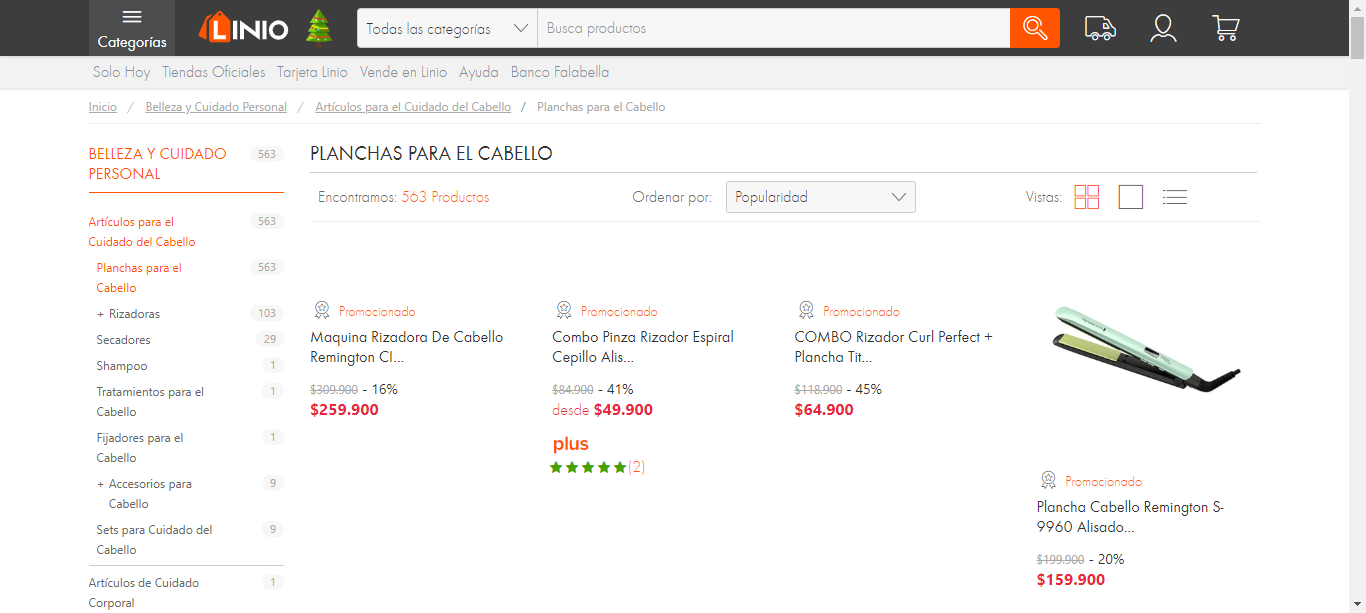 Categorías
LINIO
Todas las categorías
Busca productos
Solo Hoy Tiendas Oficiales Tarjeta Linio Vende en Linio Ayuda Banco Falabella
Inicio / Belleza y Cuidado Personal / Artículos para el Cuidado del Cabello / Planchas para el Cabello
BELLEZA Y CUIDADO 563
PERSONAL
Artículos para el 563
Cuidado del Cabello
Planchas para el 563
Cabello
+ Rizadoras 103
Secadores 29
Shampoo 1
Tratamientos para el 1
Cabello
Fijadores para el 1
Cabello
+ Accesorios para 9
Cabello
Sets para Cuidado del 9
Cabello
Artículos de Cuidado 1
Corporal
PLANCHAS PARA EL CABELLO
Encontramos: 563 Productos
Ordenar por: Popularidad
Vistas:
Promocionado
Maquina Rizadora De Cabello
Remington CI...
$309.900 - 16%
$259.900
Promocionado
Combo Pinza Rizador Espiral
Cepillo Alis...
$84.900 - 41%
desde $49.900
plus
(2)
Promocionado
COMBO Rizador Curl Perfect +
Plancha Tit...
$118.900 - 45%
$64.900
Promocionado
Plancha Cabello Remington S-
9960 Alisado...
$199.900 - 20%
$159.900